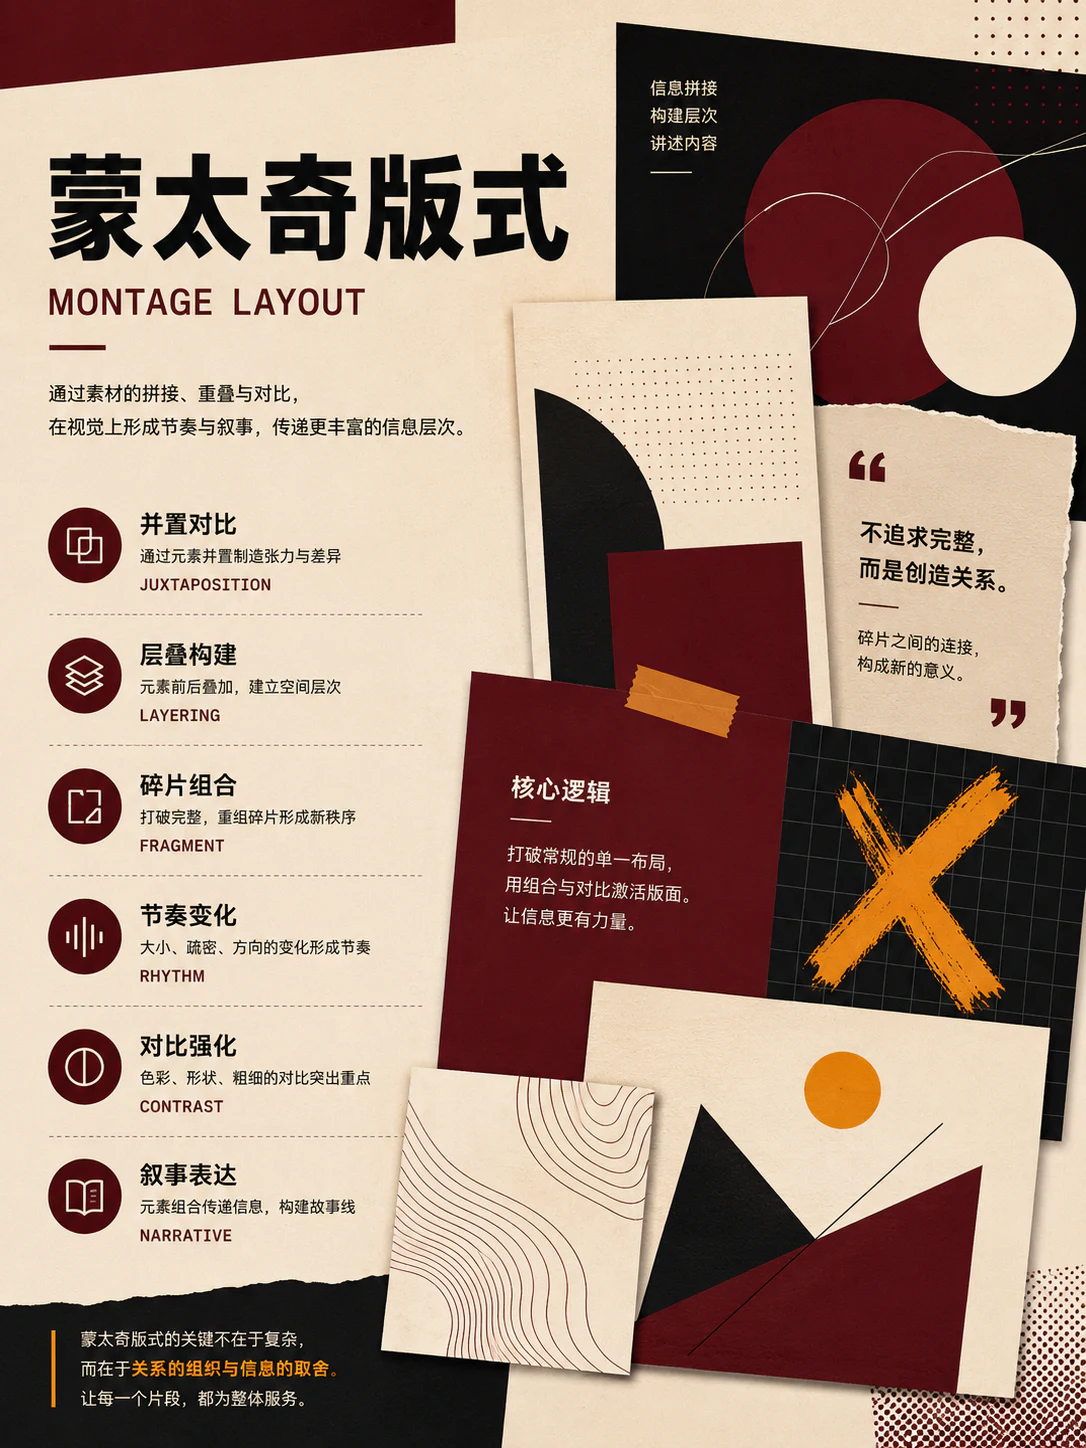 蒙太奇版式
MONTAGE LAYOUT
通过素材的拼接、重叠与对比，
在视觉上形成节奏与叙事，传递更丰富的信息层次。
并置对比
通过元素并置制造张力与差异
JUXTAPOSITION
层叠构建
元素前后叠加，建立空间层次
LAYERING
碎片组合
打破完整，重组碎片形成新秩序
FRAGMENT
节奏变化
大小、疏密、方向的变化形成节奏
RHYTHM
对比强化
色彩、形状、粗细的对比突出重点
CONTRAST
叙事表达
元素组合传递信息，构建故事线
NARRATIVE
蒙太奇版式的关键不在于复杂，
而在于关系的组织与信息的取舍。
让每一个片段，都为整体服务。
信息拼接
构建层次
讲述内容
“
不追求完整，
而是创造关系。
碎片之间的连接，
构成新的意义。
”
核心逻辑
打破常规的单一布局，
用组合与对比激活版面。
让信息更有力量。